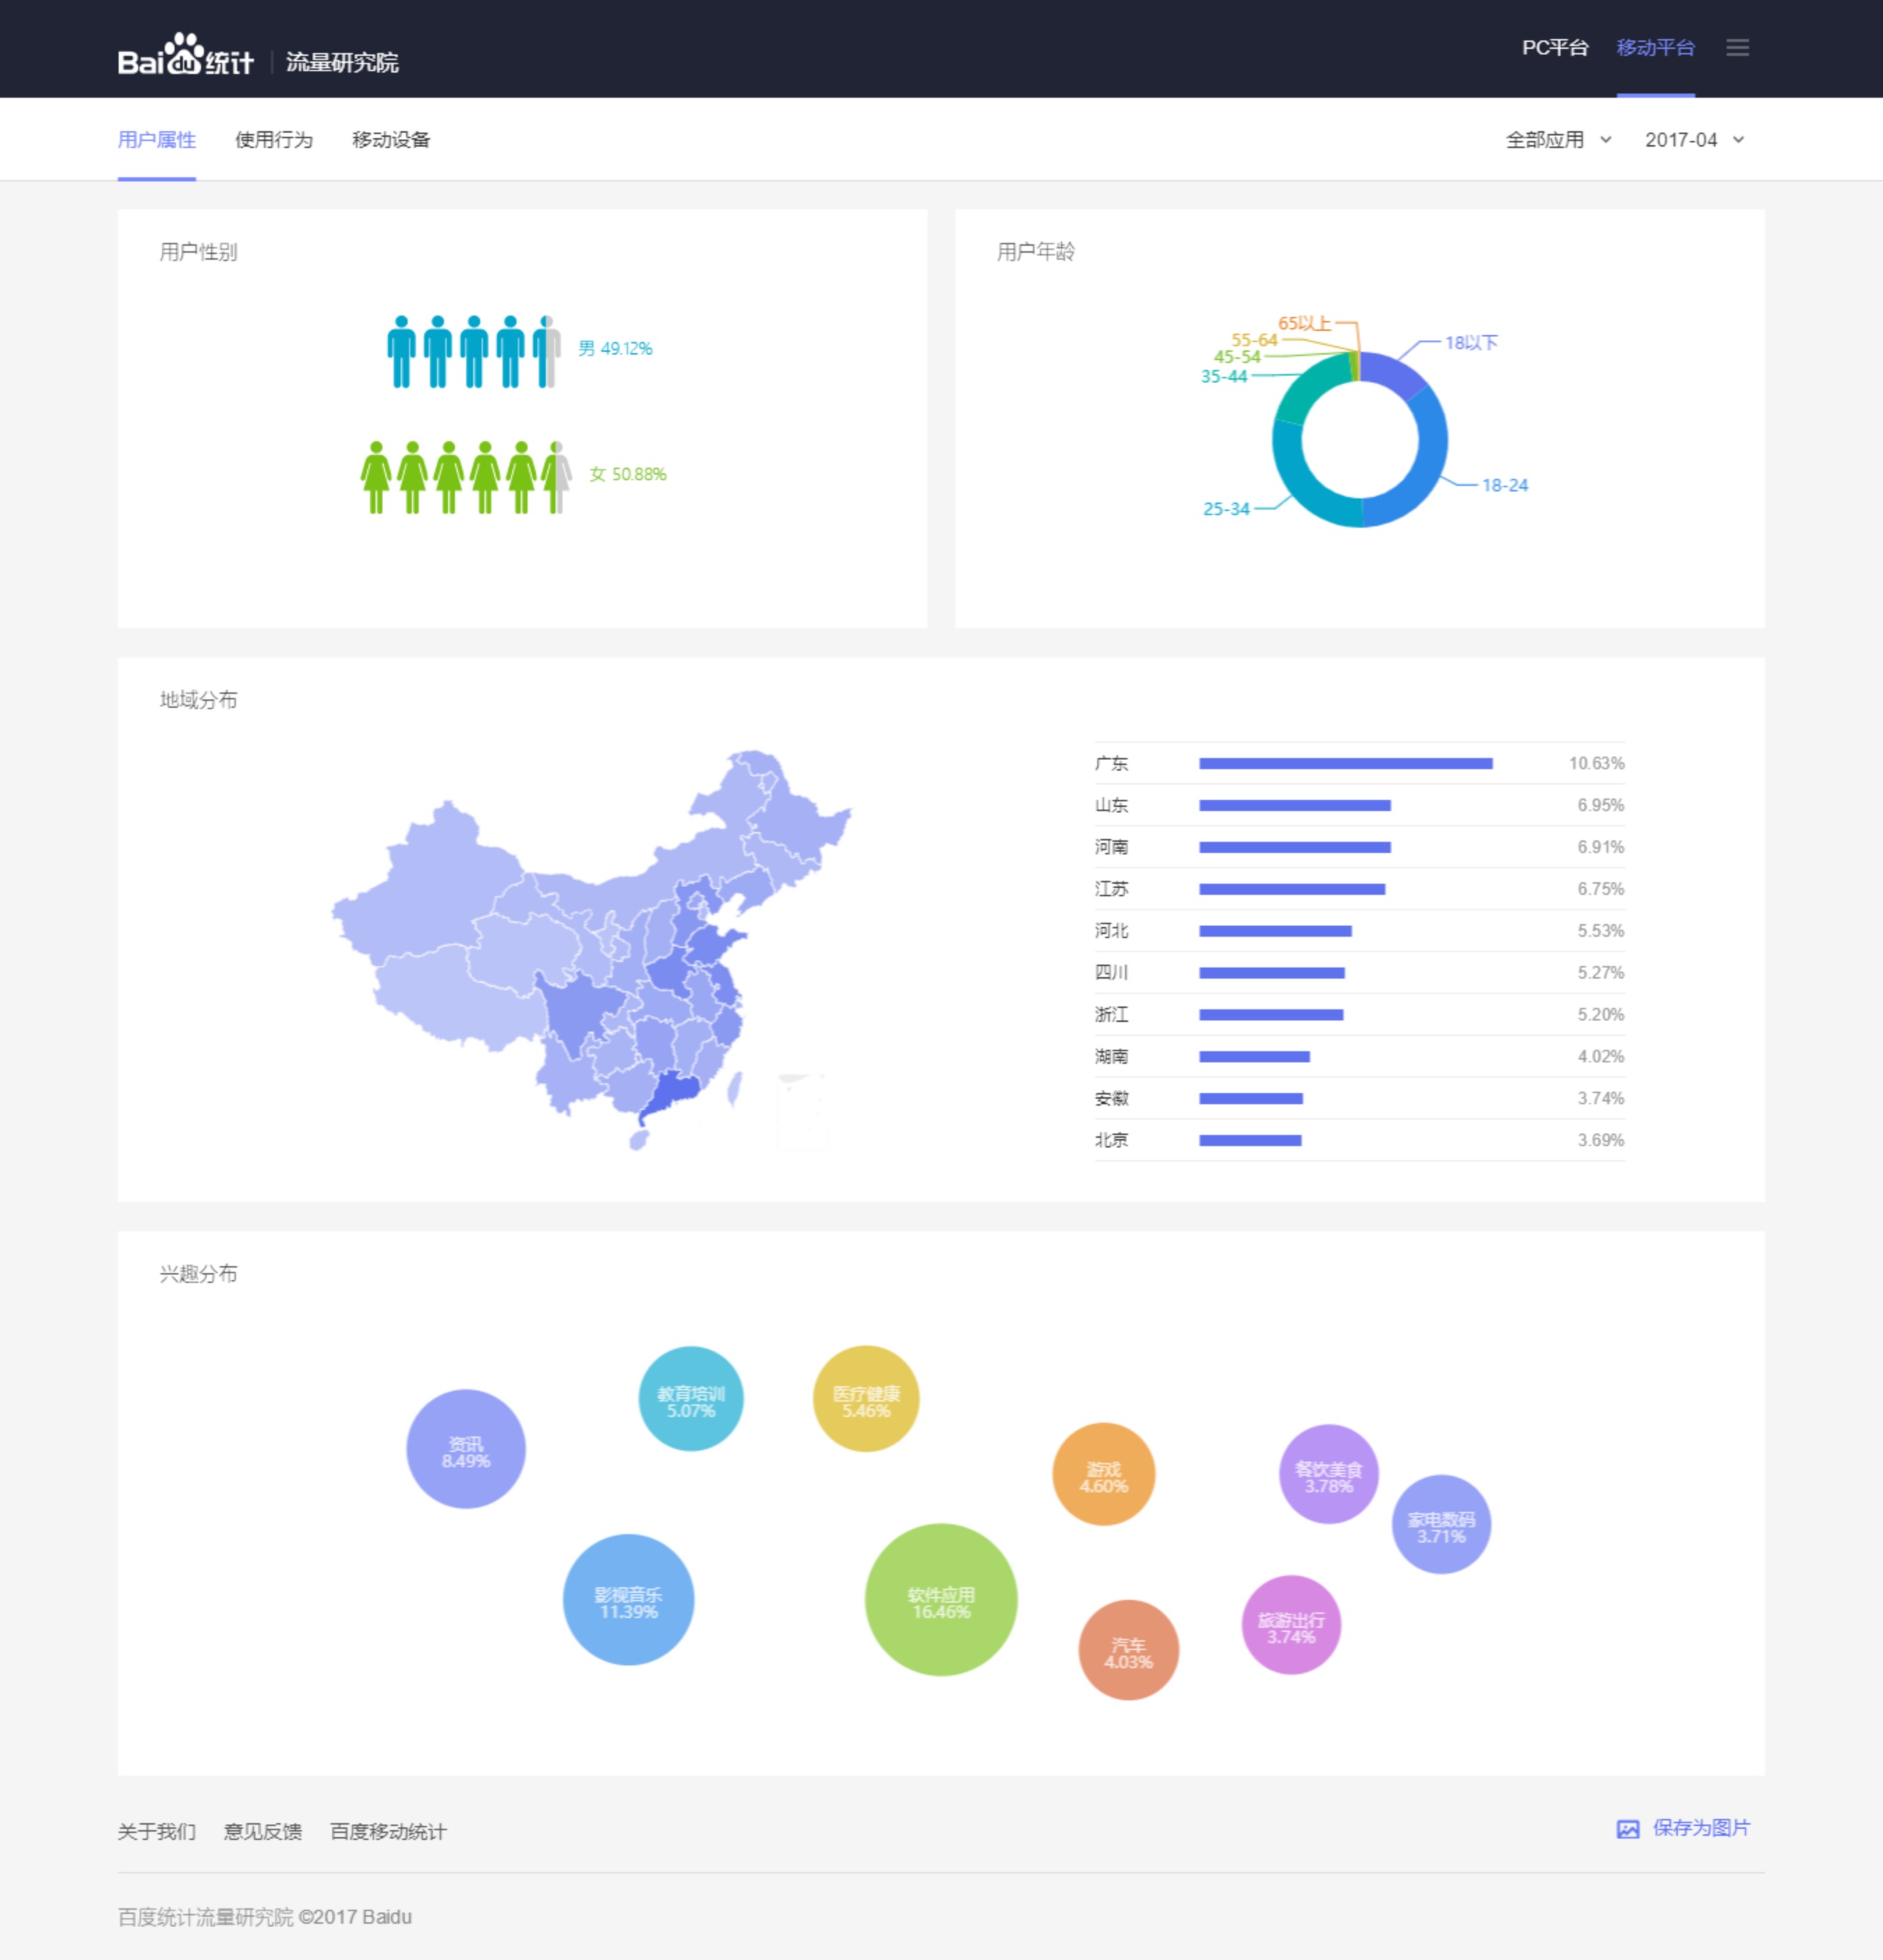 Baidu统计 流量研究院
PC平台 移动平台
用户属性 使用行为 移动设备
全部应用 2017-04
用户性别
男 49.12%
女 50.88%
用户年龄
65以上
55-64
45-54
35-44
25-34
18以下
18-24
地域分布
广东 10.63%
山东 6.95%
河南 6.91%
江苏 6.75%
河北 5.53%
四川 5.27%
浙江 5.20%
湖南 4.02%
安徽 3.74%
北京 3.69%
兴趣分布
资讯
8.49%
教育培训
5.07%
医疗健康
5.46%
游戏
4.60%
餐饮美食
3.78%
家电数码
3.71%
影视音乐
11.39%
软件应用
16.46%
汽车
4.03%
旅游出行
3.74%
关于我们 意见反馈 百度移动统计
保存为图片
百度统计流量研究院 ©2017 Baidu